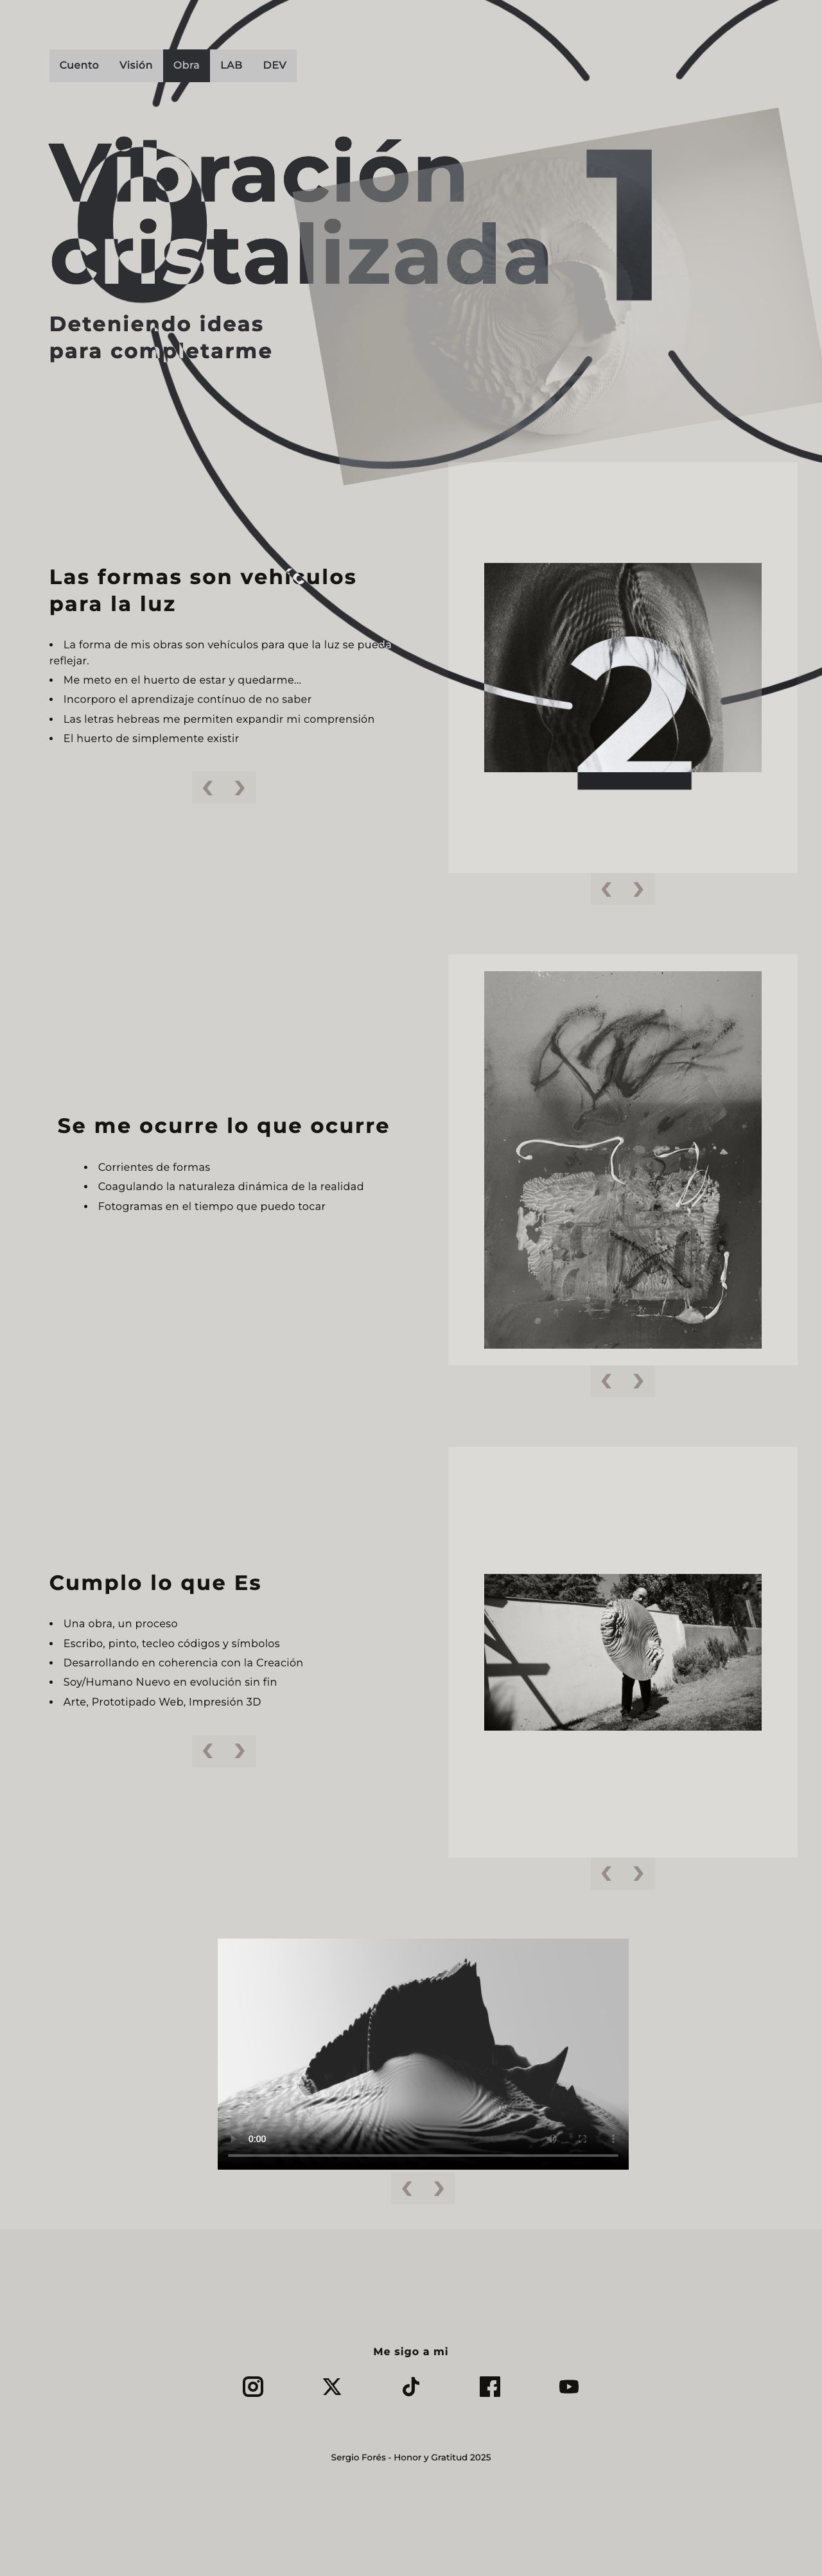 Cuento Visión Obra LAB DEV
Vibración
cristalizada
0
1
Deteniendo ideas
para completarme
Las formas son vehículos
para la luz
• La forma de mis obras son vehículos para que la luz se pueda
reflejar.
• Me meto en el huerto de estar y quedarme...
• Incorporo el aprendizaje contínuo de no saber
• Las letras hebreas me permiten expandir mi comprensión
• El huerto de simplemente existir
2
Se me ocurre lo que ocurre
• Corrientes de formas
• Coagulando la naturaleza dinámica de la realidad
• Fotogramas en el tiempo que puedo tocar
Cumplo lo que Es
• Una obra, un proceso
• Escribo, pinto, tecleo códigos y símbolos
• Desarrollando en coherencia con la Creación
• Soy/Humano Nuevo en evolución sin fin
• Arte, Prototipado Web, Impresión 3D
0:00
Me sigo a mi
Sergio Forés - Honor y Gratitud 2025